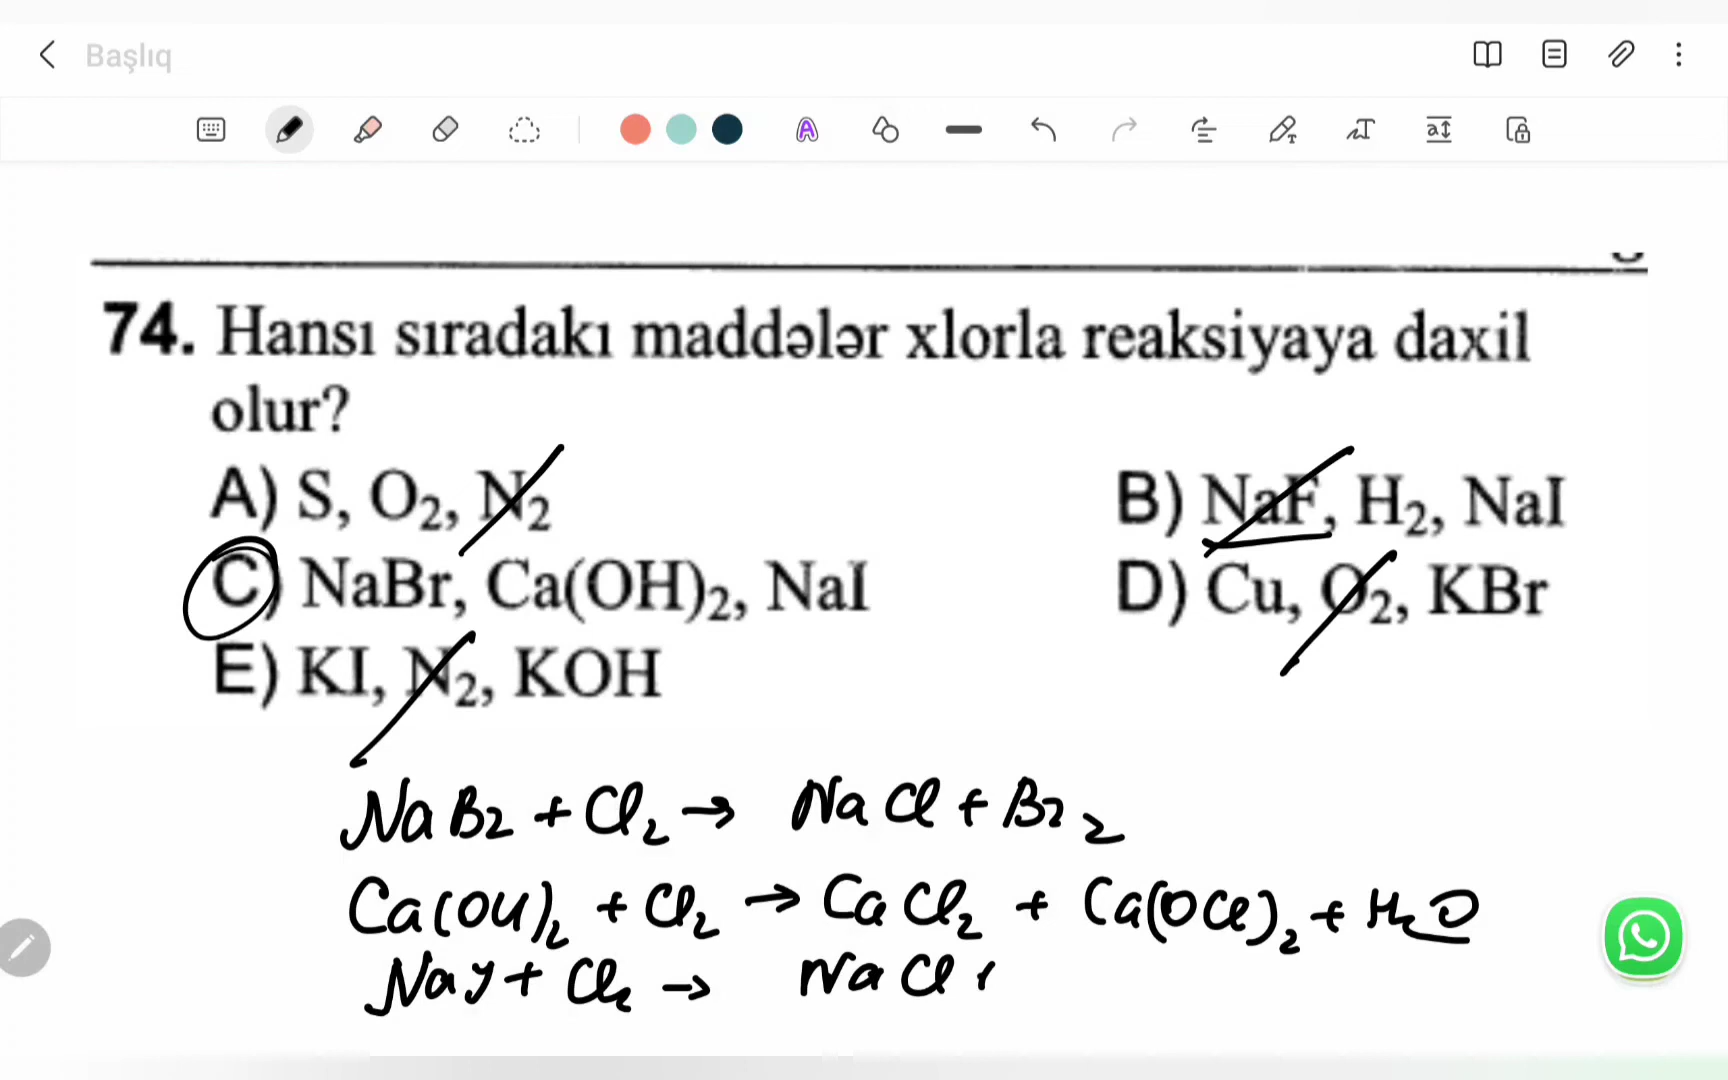 Başlıq
74. Hansı sıradakı maddələr xlorla reaksiyaya daxil
olur?
A) S, O₂, N₂
B) NaF, H₂, NaI
C) NaBr, Ca(OH)₂, NaI
D) Cu, O₂, KBr
E) KI, N₂, KOH
NaBr + Cl₂ → NaCl + Br₂
Ca(OH)₂ + Cl₂ → CaCl₂ + Ca(OCl)₂ + H₂O
NaJ + Cl₂ → NaCl